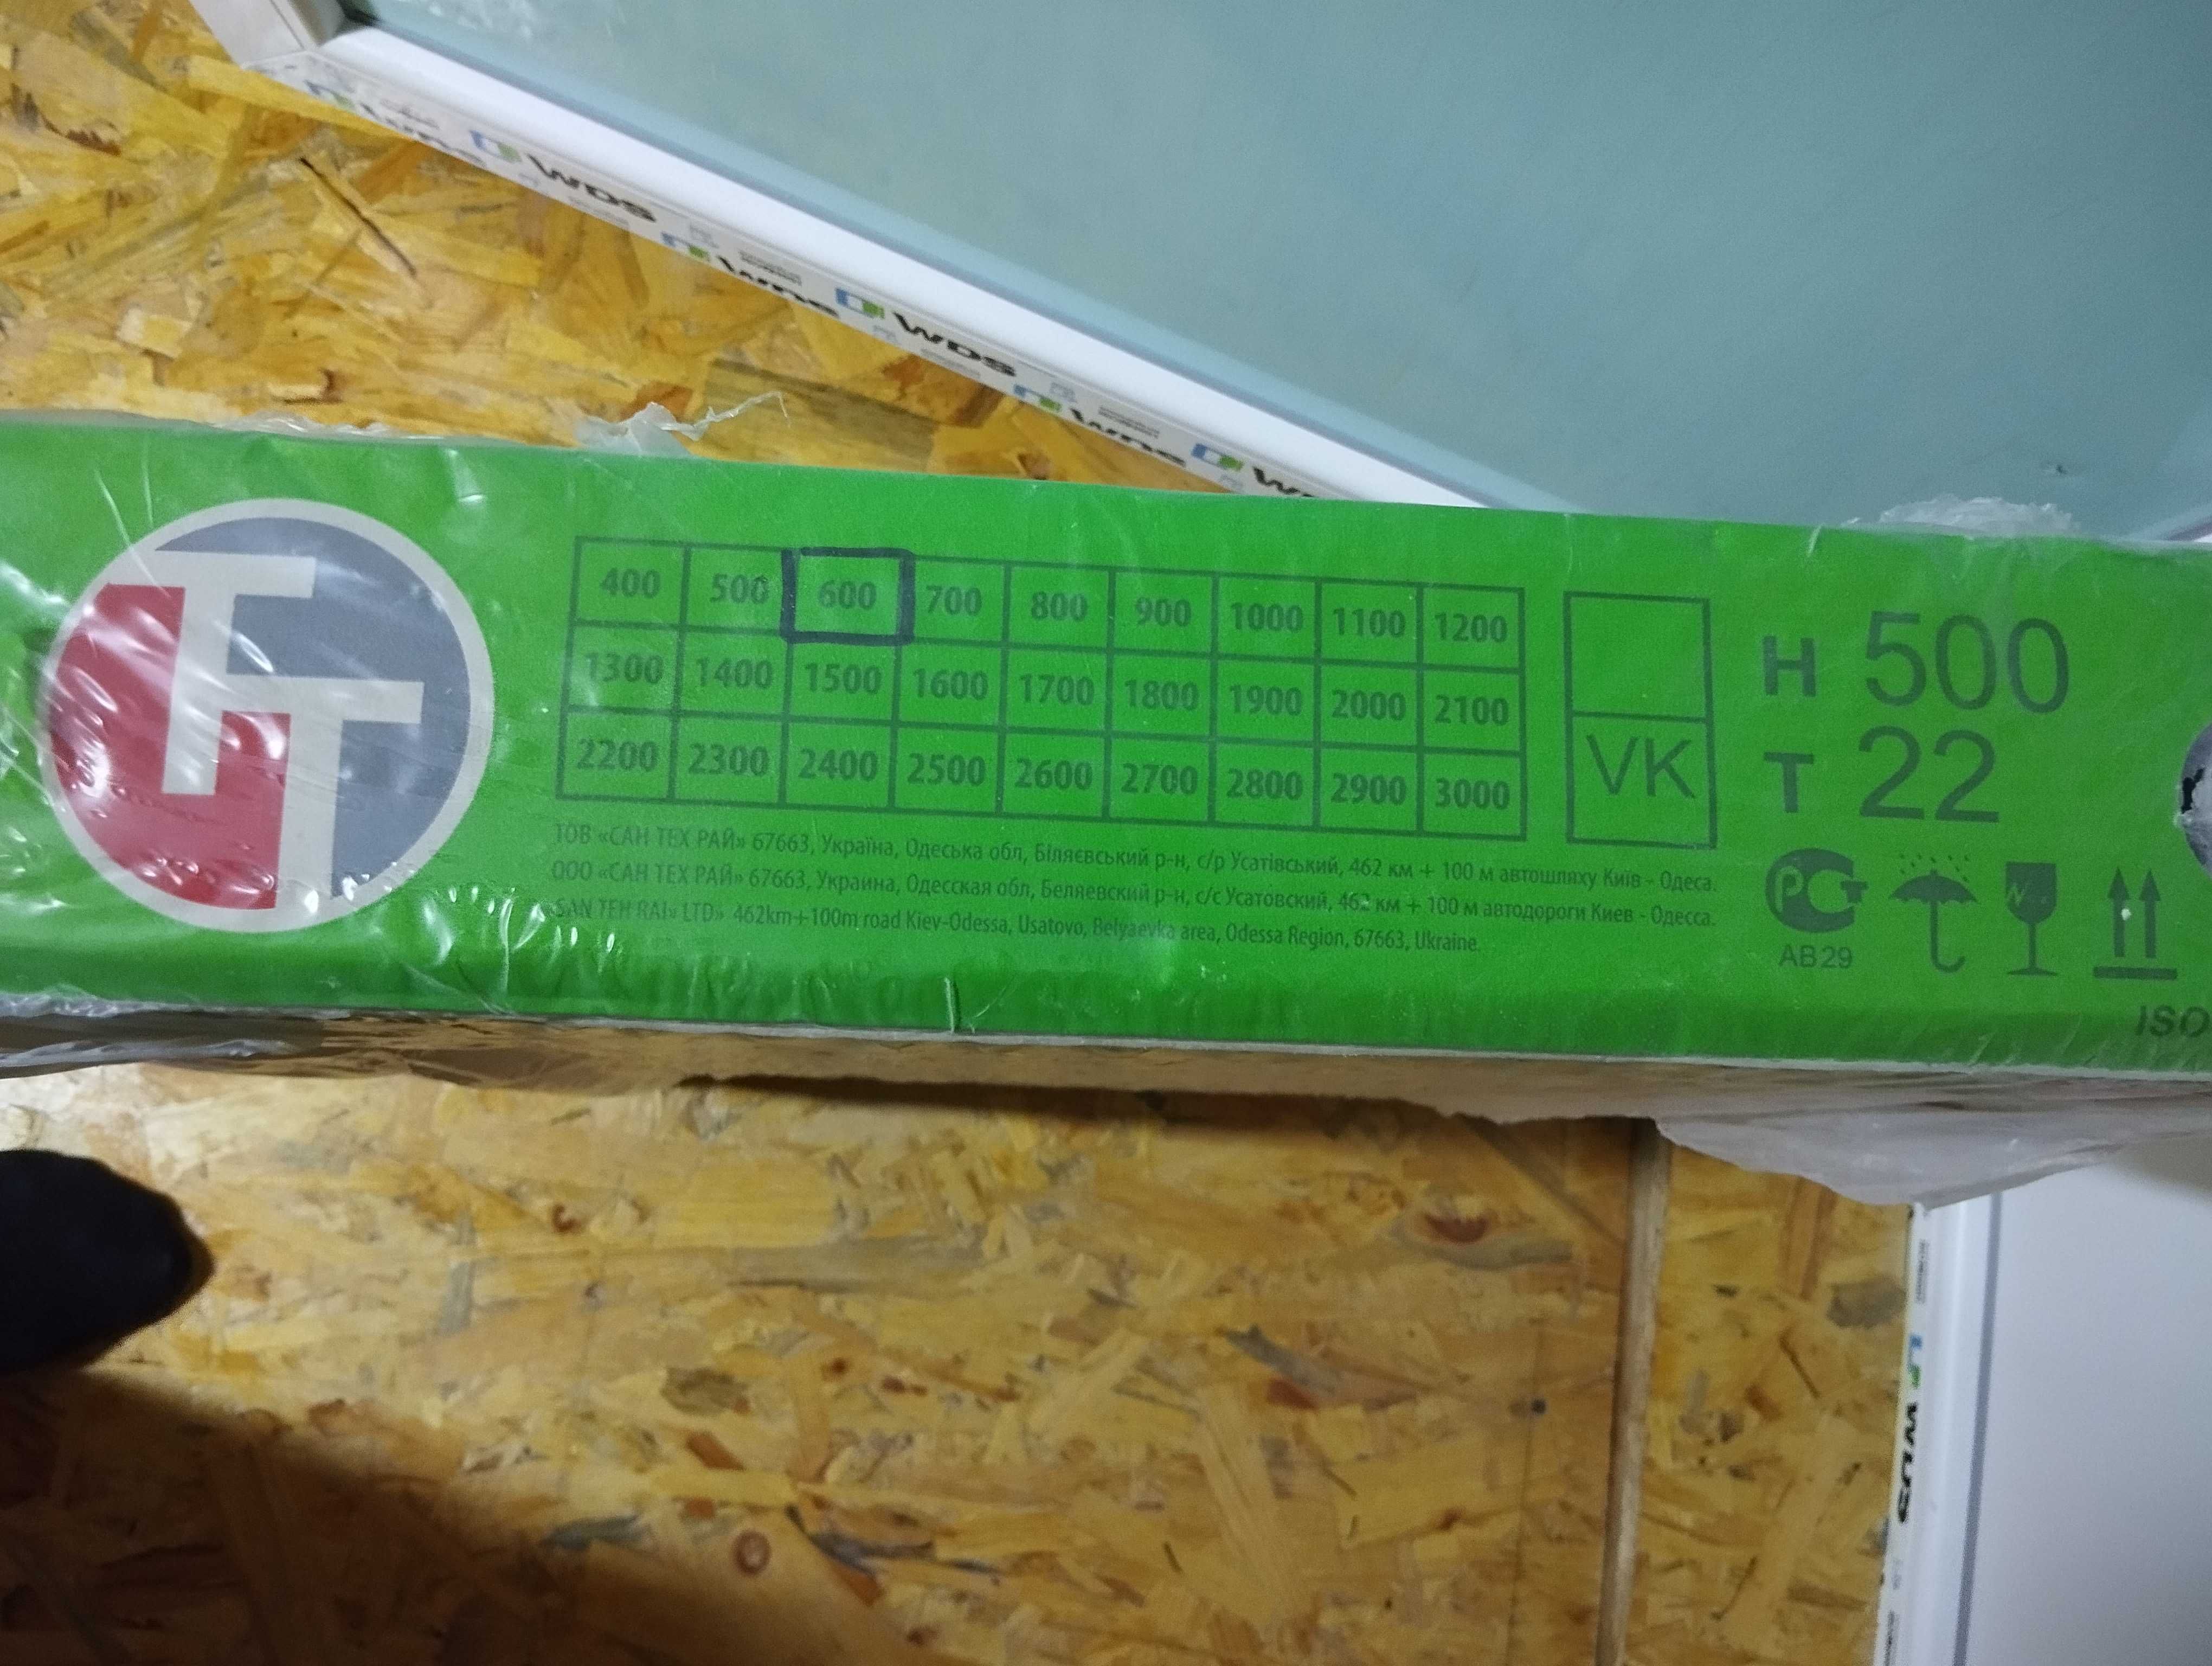 WDS
WDS
WDS
WDS
400 500 600 700 800 900 1000 1100 1200
1300 1400 1500 1600 1700 1800 1900 2000 2100
2200 2300 2400 2500 2600 2700 2800 2900 3000
VK
H 500
T 22
ТОВ «САН ТЕХ РАЙ» 67663, Україна, Одеська обл, Біляєвський р-н, с/р Усатівський, 462 км + 100 м автошляху Київ - Одеса.
ООО «САН ТЕХ РАЙ» 67663, Украина, Одесская обл, Беляевский р-н, с/с Усатовский, 462 км + 100 м автодороги Киев - Одесса.
«SAN TEH RAI» LTD» 462km+100m road Kiev-Odessa, Usatovo, Belyaevka area, Odessa Region, 67663, Ukraine.
AB29
ISO
WDS